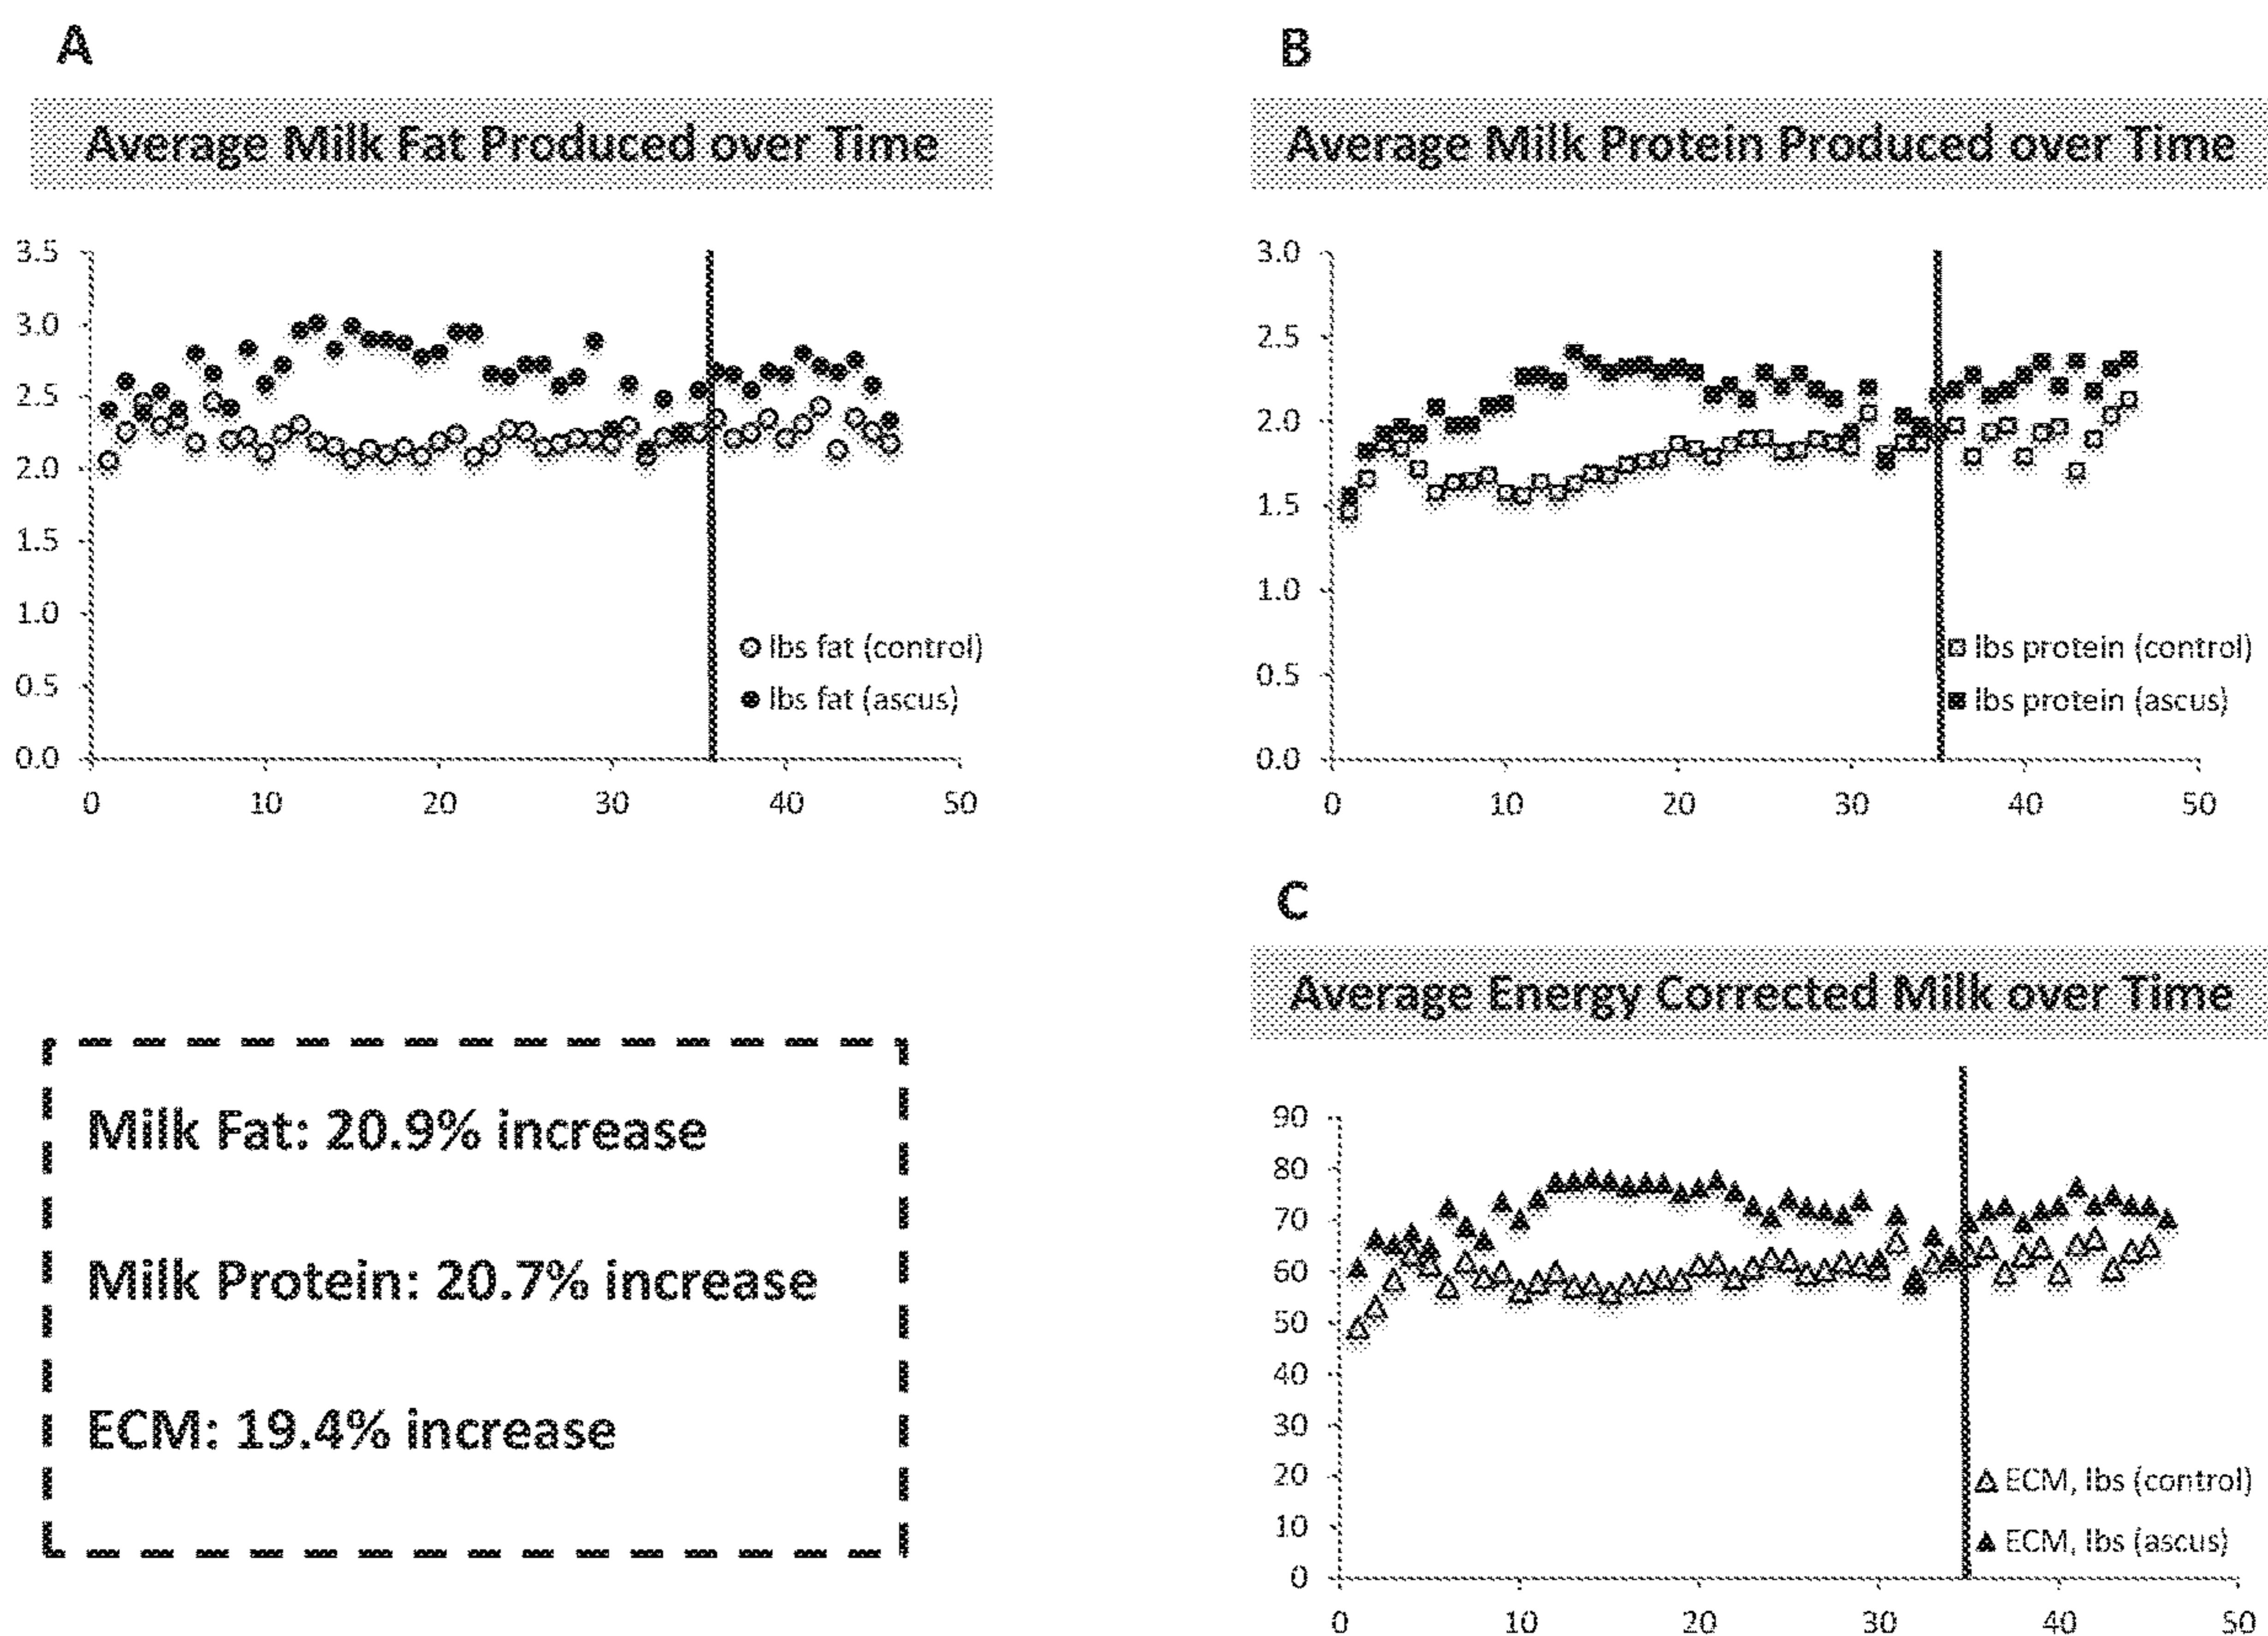 A
Average Milk Fat Produced over Time
3.5
3.0
2.5
2.0
1.5
1.0
0.5
0.0
0 10 20 30 40 50
lbs fat (control)
lbs fat (ascus)
B
Average Milk Protein Produced over Time
3.0
2.5
2.0
1.5
1.0
0.5
0.0
0 10 20 30 40 50
lbs protein (control)
lbs protein (ascus)
Milk Fat: 20.9% increase
Milk Protein: 20.7% increase
ECM: 19.4% increase
C
Average Energy Corrected Milk over Time
90
80
70
60
50
40
30
20
10
0
0 10 20 30 40 50
ECM, lbs (control)
ECM, lbs (ascus)